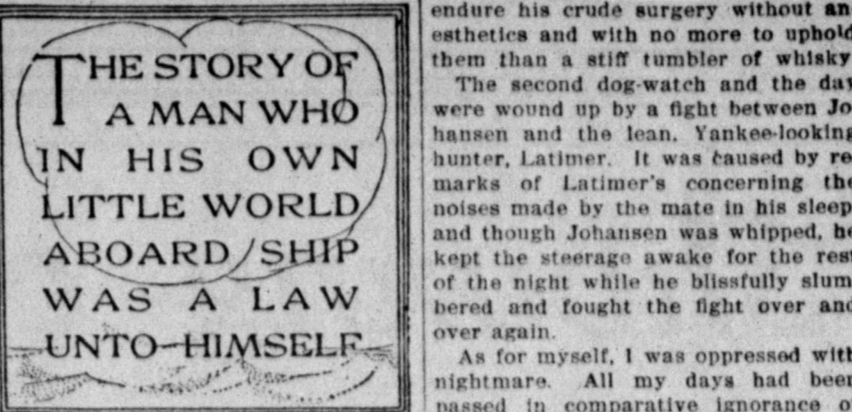 THE STORY OF
A MAN WHO
IN HIS OWN
LITTLE WORLD
ABOARD SHIP
WAS A LAW
UNTO HIMSELF
endure his crude surgery without an
esthetics and with no more to uphold
them than a stiff tumbler of whisky
The second dog-watch and the day
were wound up by a fight between Jo
hansen and the lean, Yankee-looking
hunter, Latimer. It was caused by re
marks of Latimer's concerning the
noises made by the mate in his sleep
and though Johansen was whipped, he
kept the steerage awake for the rest
of the night while he blissfully slum
bered and fought the fight over and
over again.
As for myself, I was oppressed with
nightmare. All my days had been
passed in comparative ignorance of